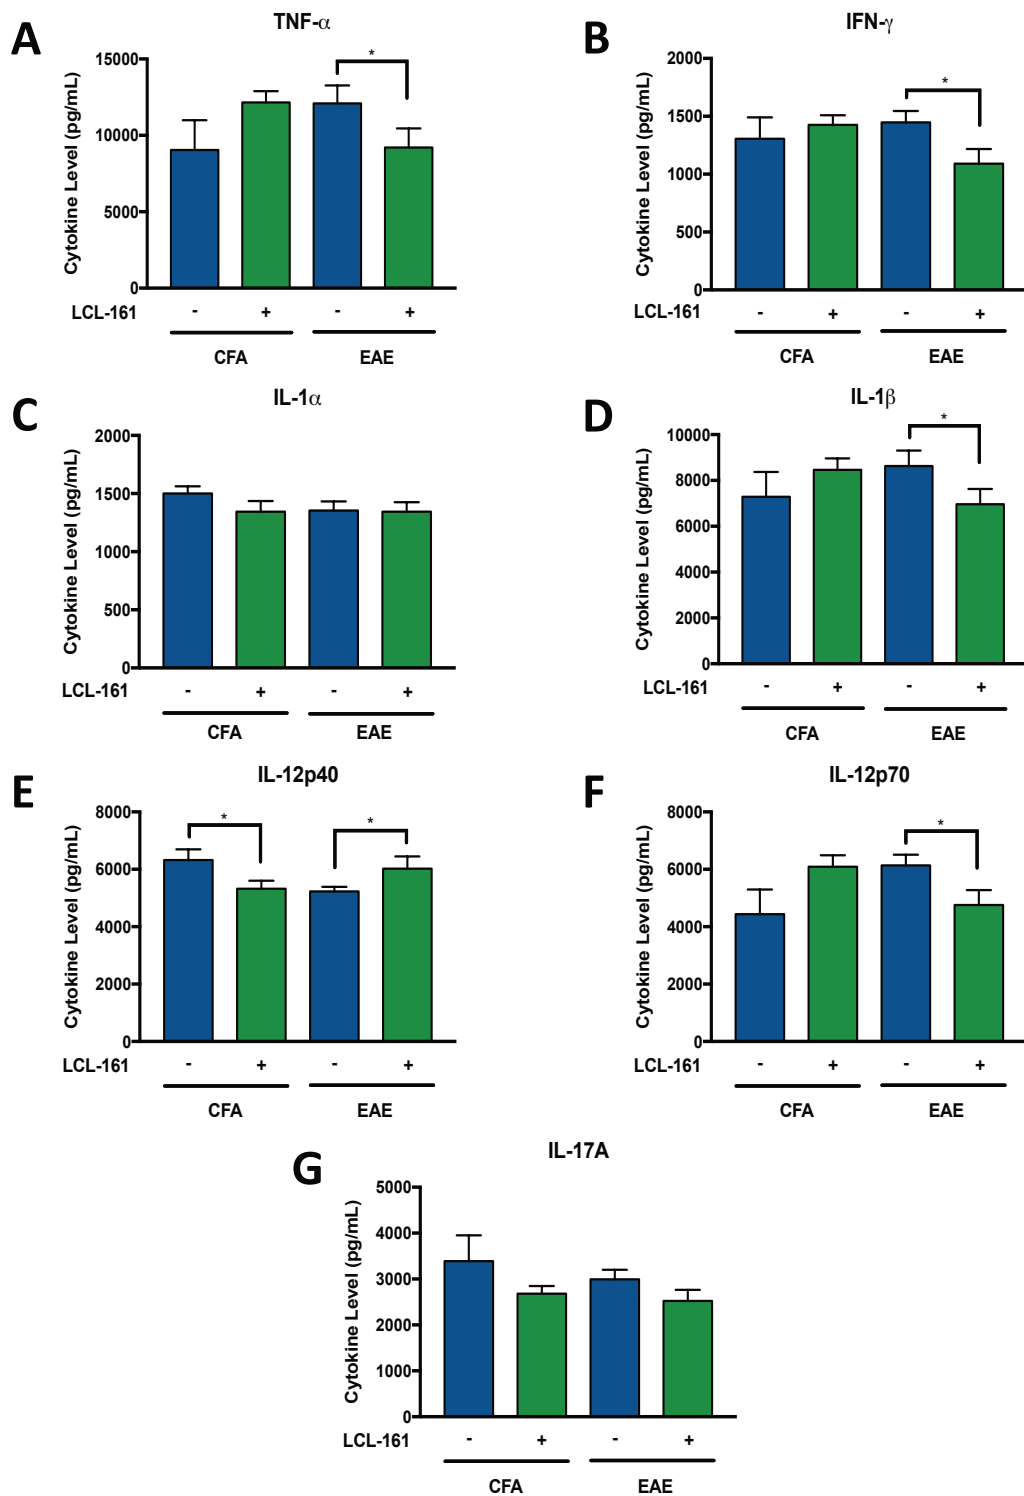 A
TNF-α
Cytokine Level (pg/mL)
15000
10000
5000
0
*
LCL-161 - + - +
CFA EAE
B
IFN-γ
Cytokine Level (pg/mL)
2000
1500
1000
500
0
*
LCL-161 - + - +
CFA EAE
C
IL-1α
Cytokine Level (pg/mL)
2000
1500
1000
500
0
LCL-161 - + - +
CFA EAE
D
IL-1β
Cytokine Level (pg/mL)
10000
8000
6000
4000
2000
0
*
LCL-161 - + - +
CFA EAE
E
IL-12p40
Cytokine Level (pg/mL)
8000
6000
4000
2000
0
* *
LCL-161 - + - +
CFA EAE
F
IL-12p70
Cytokine Level (pg/mL)
8000
6000
4000
2000
0
*
LCL-161 - + - +
CFA EAE
G
IL-17A
Cytokine Level (pg/mL)
5000
4000
3000
2000
1000
0
LCL-161 - + - +
CFA EAE